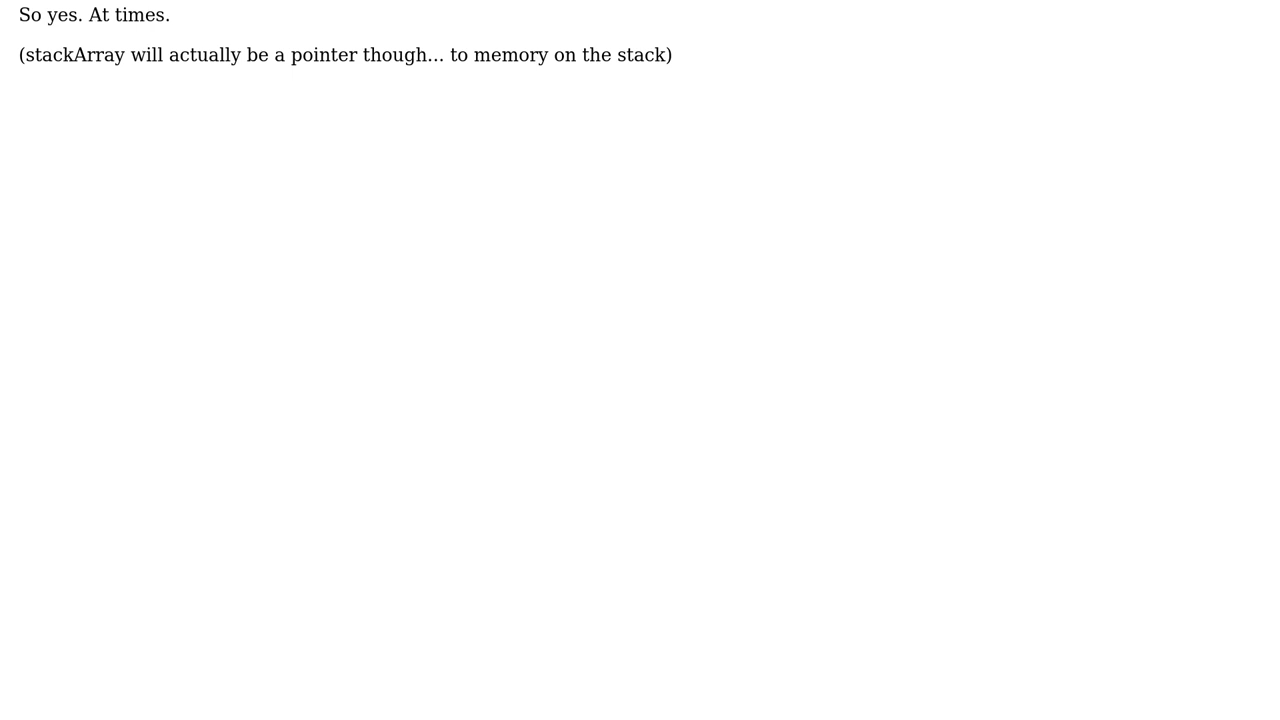 So yes. At times.
(stackArray will actually be a pointer though... to memory on the stack)